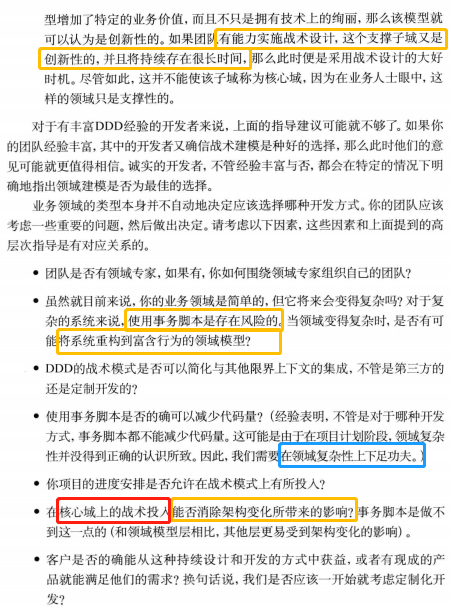 型增加了特定的业务价值，而且不只是拥有技术上的绚丽，那么该模型就
可以认为是创新性的。如果团队有能力实施战术设计，这个支撑子域又是
创新性的，并且将持续存在很长时间，那么此时便是采用战术设计的大好
时机。尽管如此，这并不能使该子域称为核心域，因为在业务人士眼中，这
样的领域只是支撑性的。
对于有丰富DDD经验的开发者来说，上面的指导建议可能就不够了。如果你
的团队经验丰富，其中的开发者又确信战术建模是种好的选择，那么此时他们的意
见可能就更值得相信。诚实的开发者，不管经验丰富与否，都会在特定的情况下明
确地指出领域建模是否为最佳的选择。
业务领域的类型本身并不自动地决定应该选择哪种开发方式。你的团队应该
考虑一些重要的问题，然后做出决定。请考虑以下因素，这些因素和上面提到的高
层次指导是有对应关系的。
• 团队是否有领域专家，如果有，你如何围绕领域专家组织自己的团队？
• 虽然就目前来说，你的业务领域是简单的，但它将来会变得复杂吗？对于复
杂的系统来说，使用事务脚本是存在风险的。当领域变得复杂时，是否有可
能将系统重构到富含行为的领域模型？
• DDD的战术模式是否可以简化与其他限界上下文的集成，不管是第三方的
还是定制开发的？
• 使用事务脚本是否的确可以减少代码量？（经验表明，不管是对于哪种开发
方式，事务脚本都不能减少代码量。这可能是由于在项目计划阶段，领域复杂
性并没得到正确的认识所致。因此，我们需要在领域复杂性上下足功夫。）
• 你项目的进度安排是否允许在战术模式上有所投入？
• 在核心域上的战术投入能否消除架构变化所带来的影响？事务脚本是做不
到这一点的（和领域模型层相比，其他层更易受到架构变化的影响）。
• 客户是否的确能从这种持续设计和开发的方式中获益，或者有现成的产
品就能满足他们的需求？换句话说，我们是否应该一开始就考虑定制化开
发？